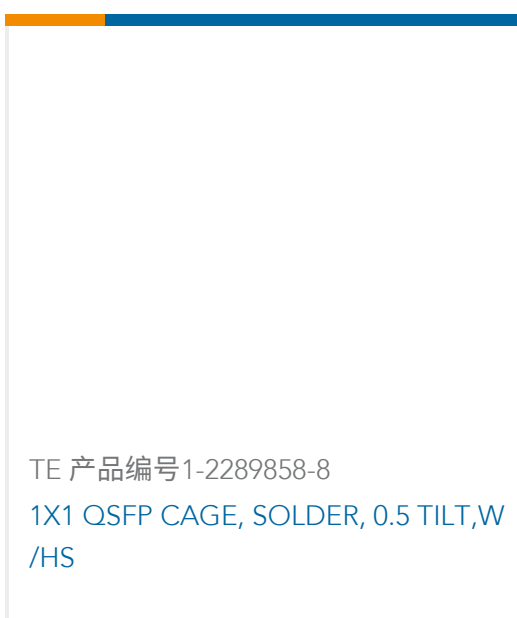 TE 产品编号1-2289858-8
1X1 QSFP CAGE, SOLDER, 0.5 TILT,W
/HS